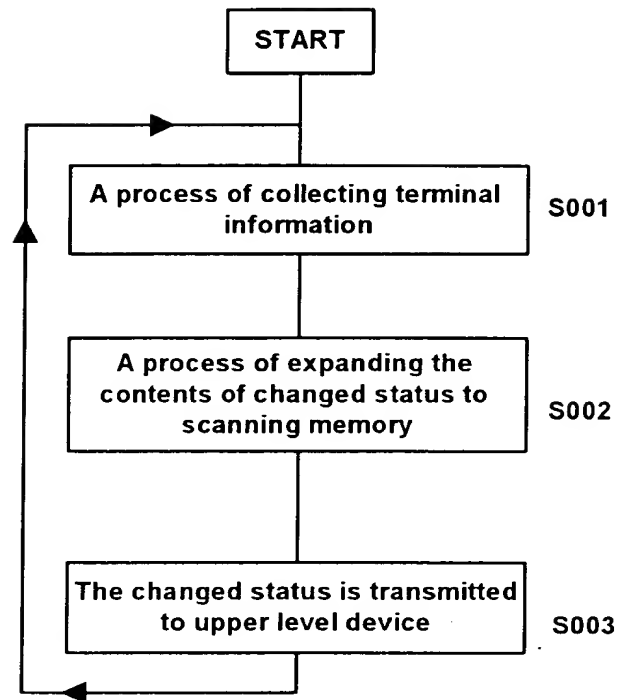 START
A process of collecting terminal
information
S001
A process of expanding the
contents of changed status to
scanning memory
S002
The changed status is transmitted
to upper level device
S003